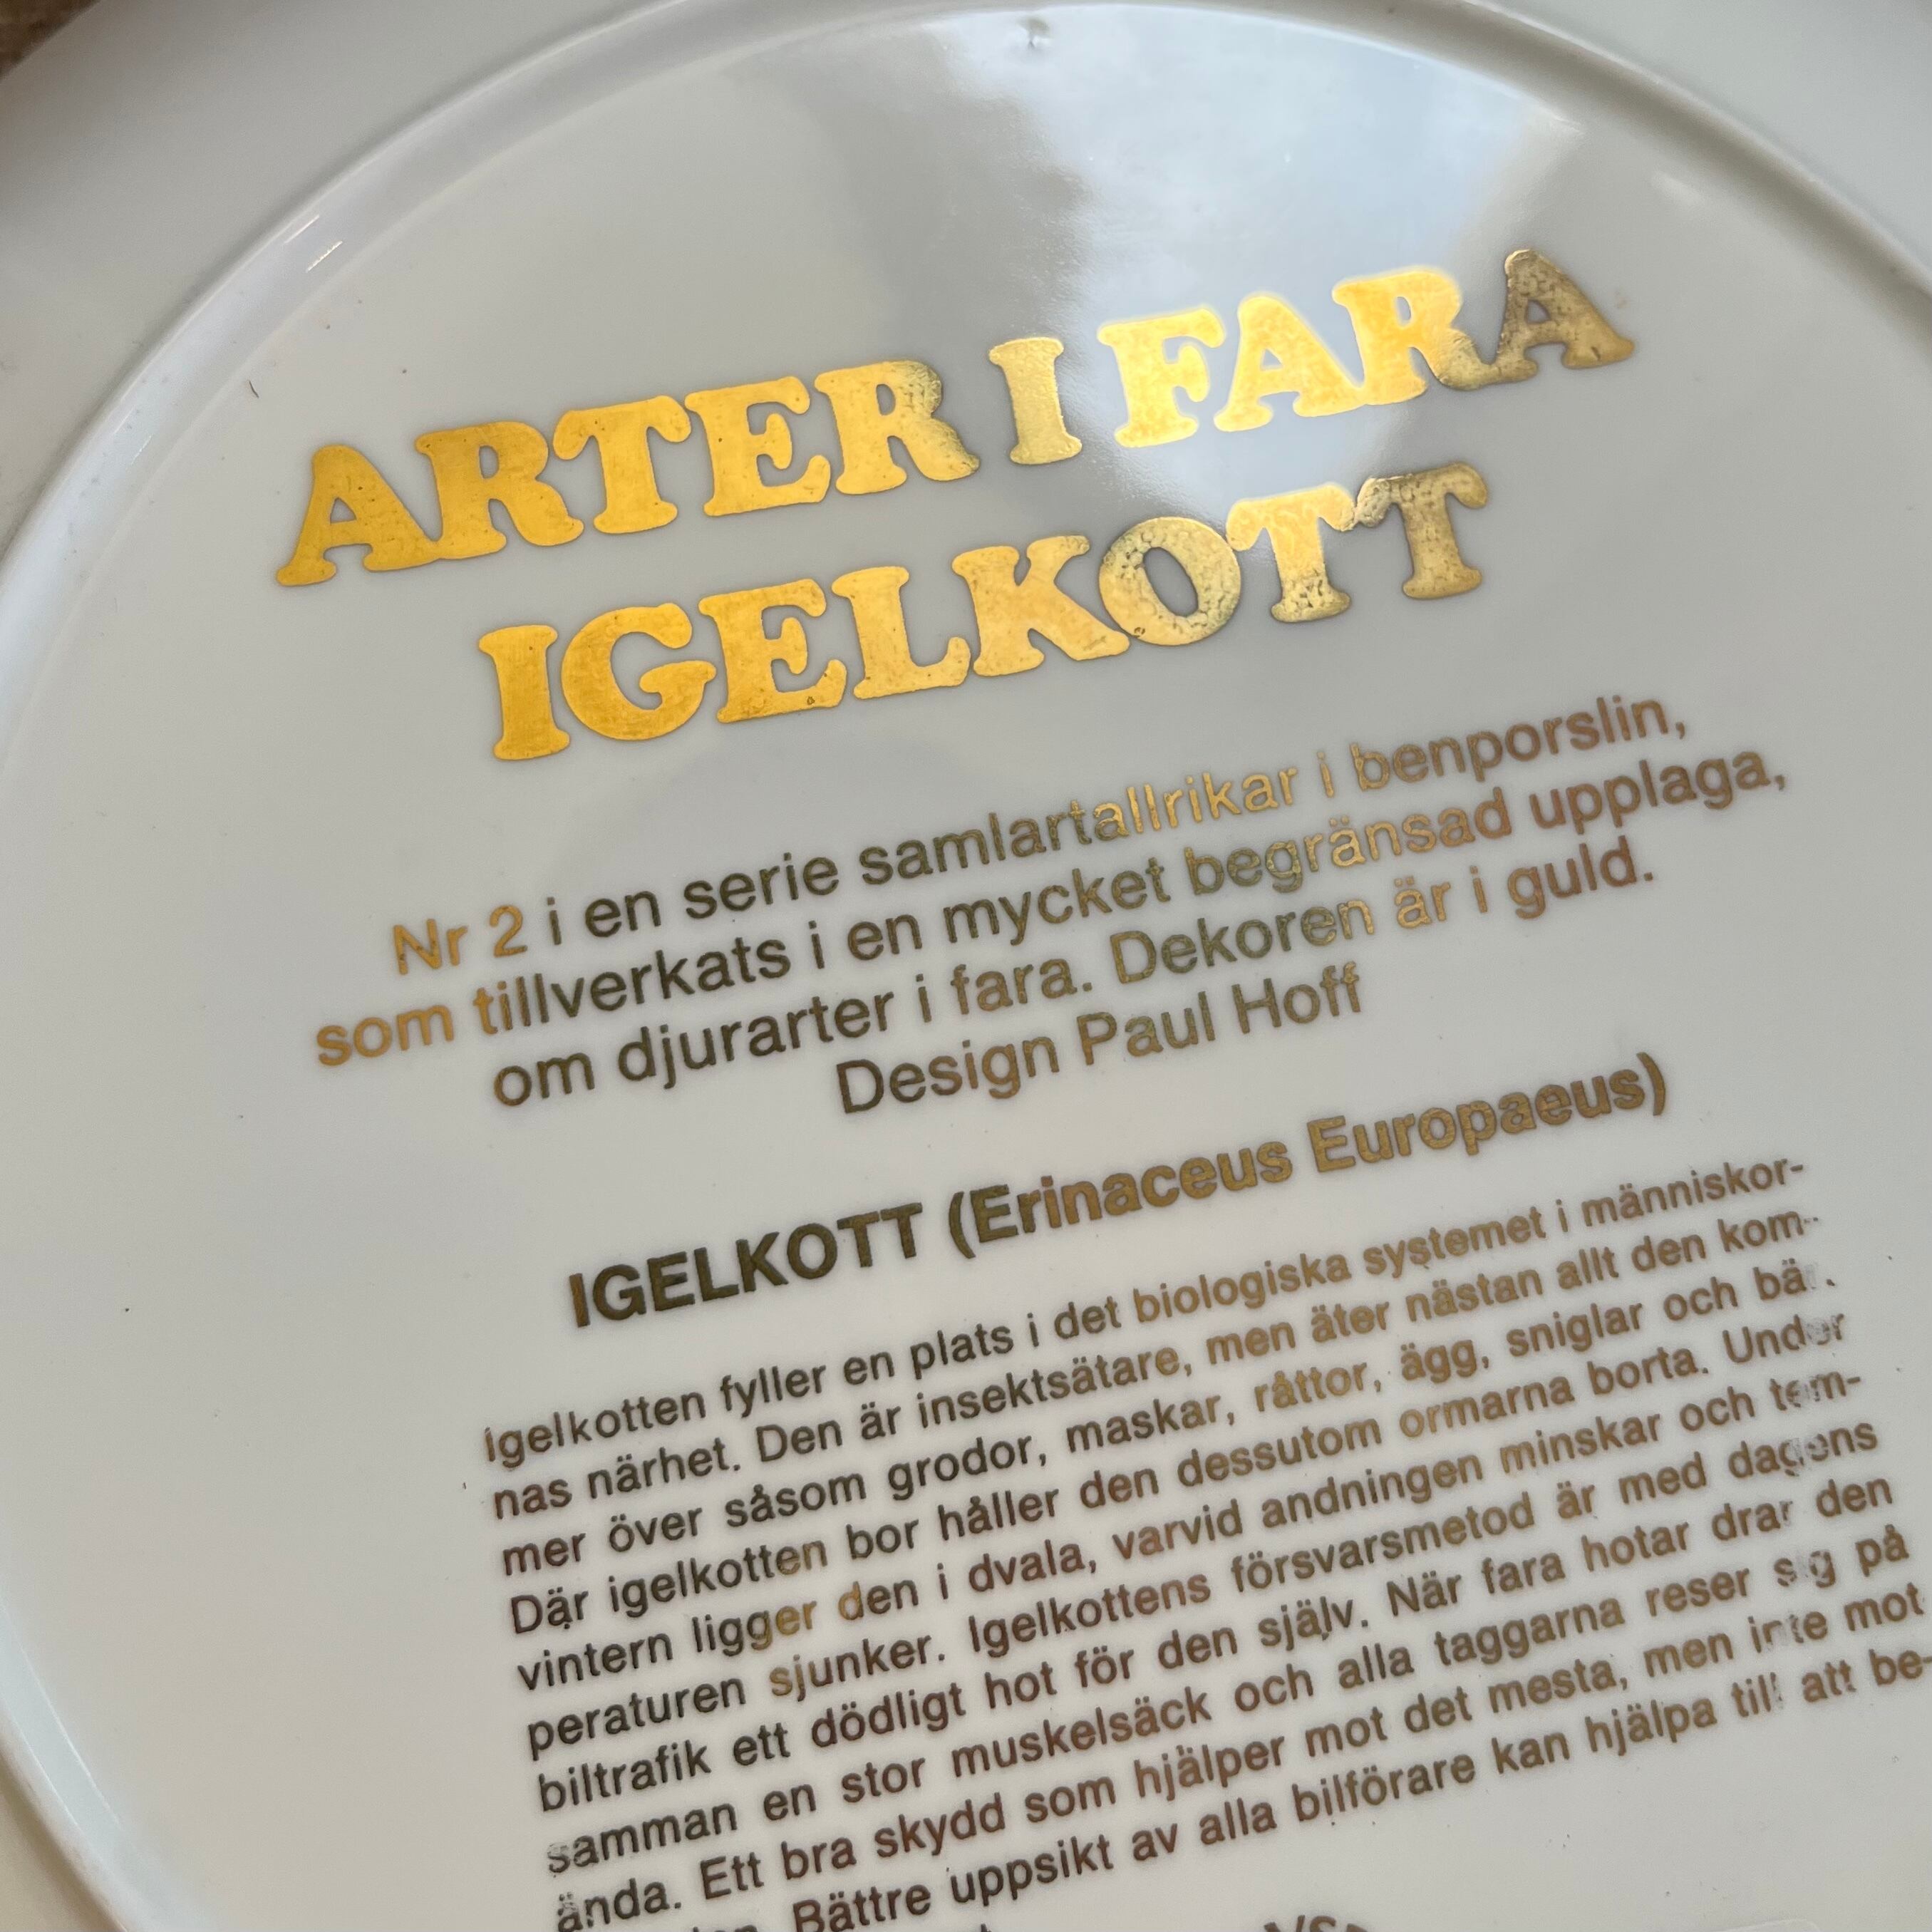 ARTER I FARA
IGELKOTT
Nr 2 i en serie samlartallrikar i benporslin,
som tillverkats i en mycket begränsad upplaga,
om djurarter i fara. Dekoren är i guld.
Design Paul Hoff
IGELKOTT (Erinaceus Europaeus)
Igelkotten fyller en plats i det biologiska systemet i människor-
nas närhet. Den är insektsätare, men äter nästan allt den kom-
mer över såsom grodor, maskar, råttor, ägg, sniglar och
Där igelkotten bor håller den dessutom ormarna borta. Under
vintern ligger den i dvala, varvid andningen minskar och tem-
peraturen sjunker. Igelkottens försvarsmetod är med dagens
biltrafik ett dödligt hot för den själv. När fara hotar drar den
samman en stor muskelsäck och alla taggarna reser sig på
ända. Ett bra skydd som hjälper mot det mesta, men inte mot
Bättre uppsikt av alla bilförare kan hjälpa till att be-